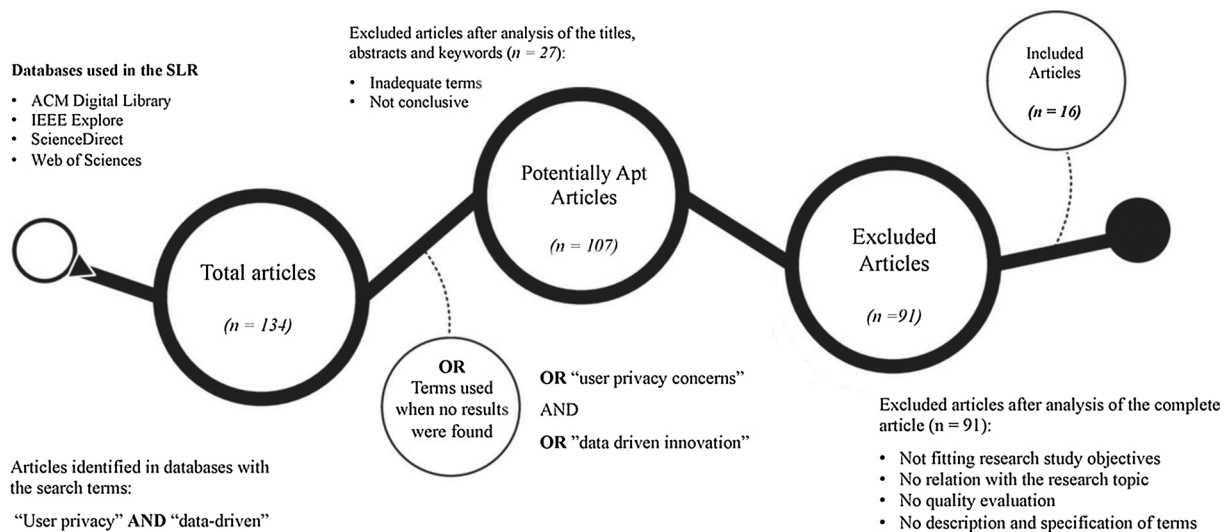 Databases used in the SLR
• ACM Digital Library
• IEEE Explore
• ScienceDirect
• Web of Sciences
Excluded articles after analysis of the titles,
abstracts and keywords (n = 27):
• Inadequate terms
• Not conclusive
Included
Articles
(n = 16)
Total articles
(n = 134)
Potentially Apt
Articles
(n = 107)
Excluded
Articles
(n =91)
OR
Terms used
when no results
were found
OR “user privacy concerns”
AND
OR ”data driven innovation”
Articles identified in databases with
the search terms:
“User privacy” AND “data-driven”
Excluded articles after analysis of the complete
article (n = 91):
• Not fitting research study objectives
• No relation with the research topic
• No quality evaluation
• No description and specification of terms